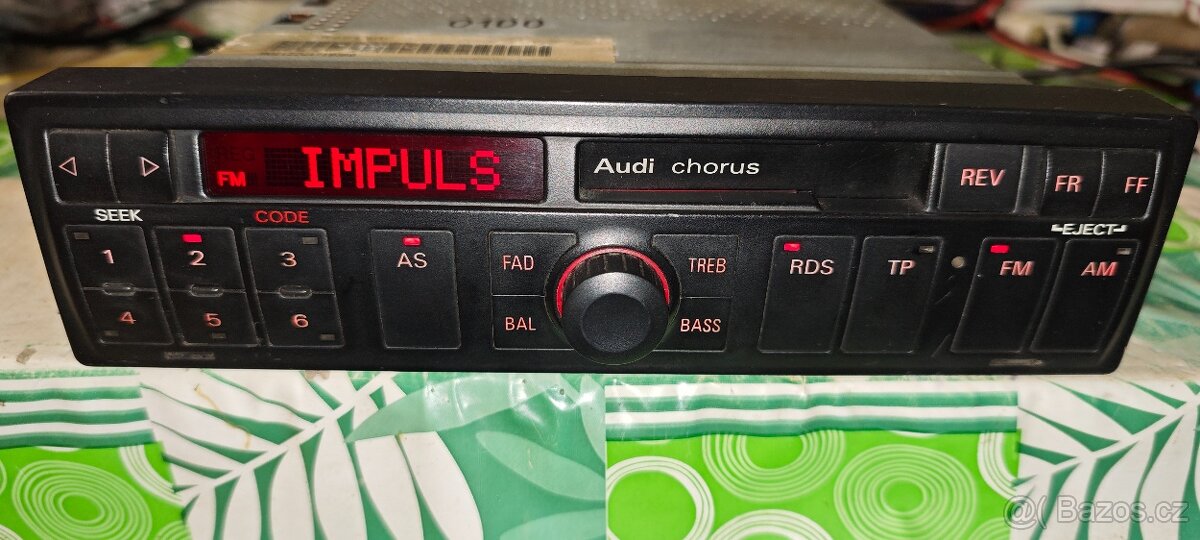 0100
FM IMPULS
Audi chorus
REV
FR
FF
SEEK
CODE
EJECT
1
2
3
4
5
6
AS
FAD
BAL
TREB
BASS
RDS
TP
FM
AM
@( Bazos.cz